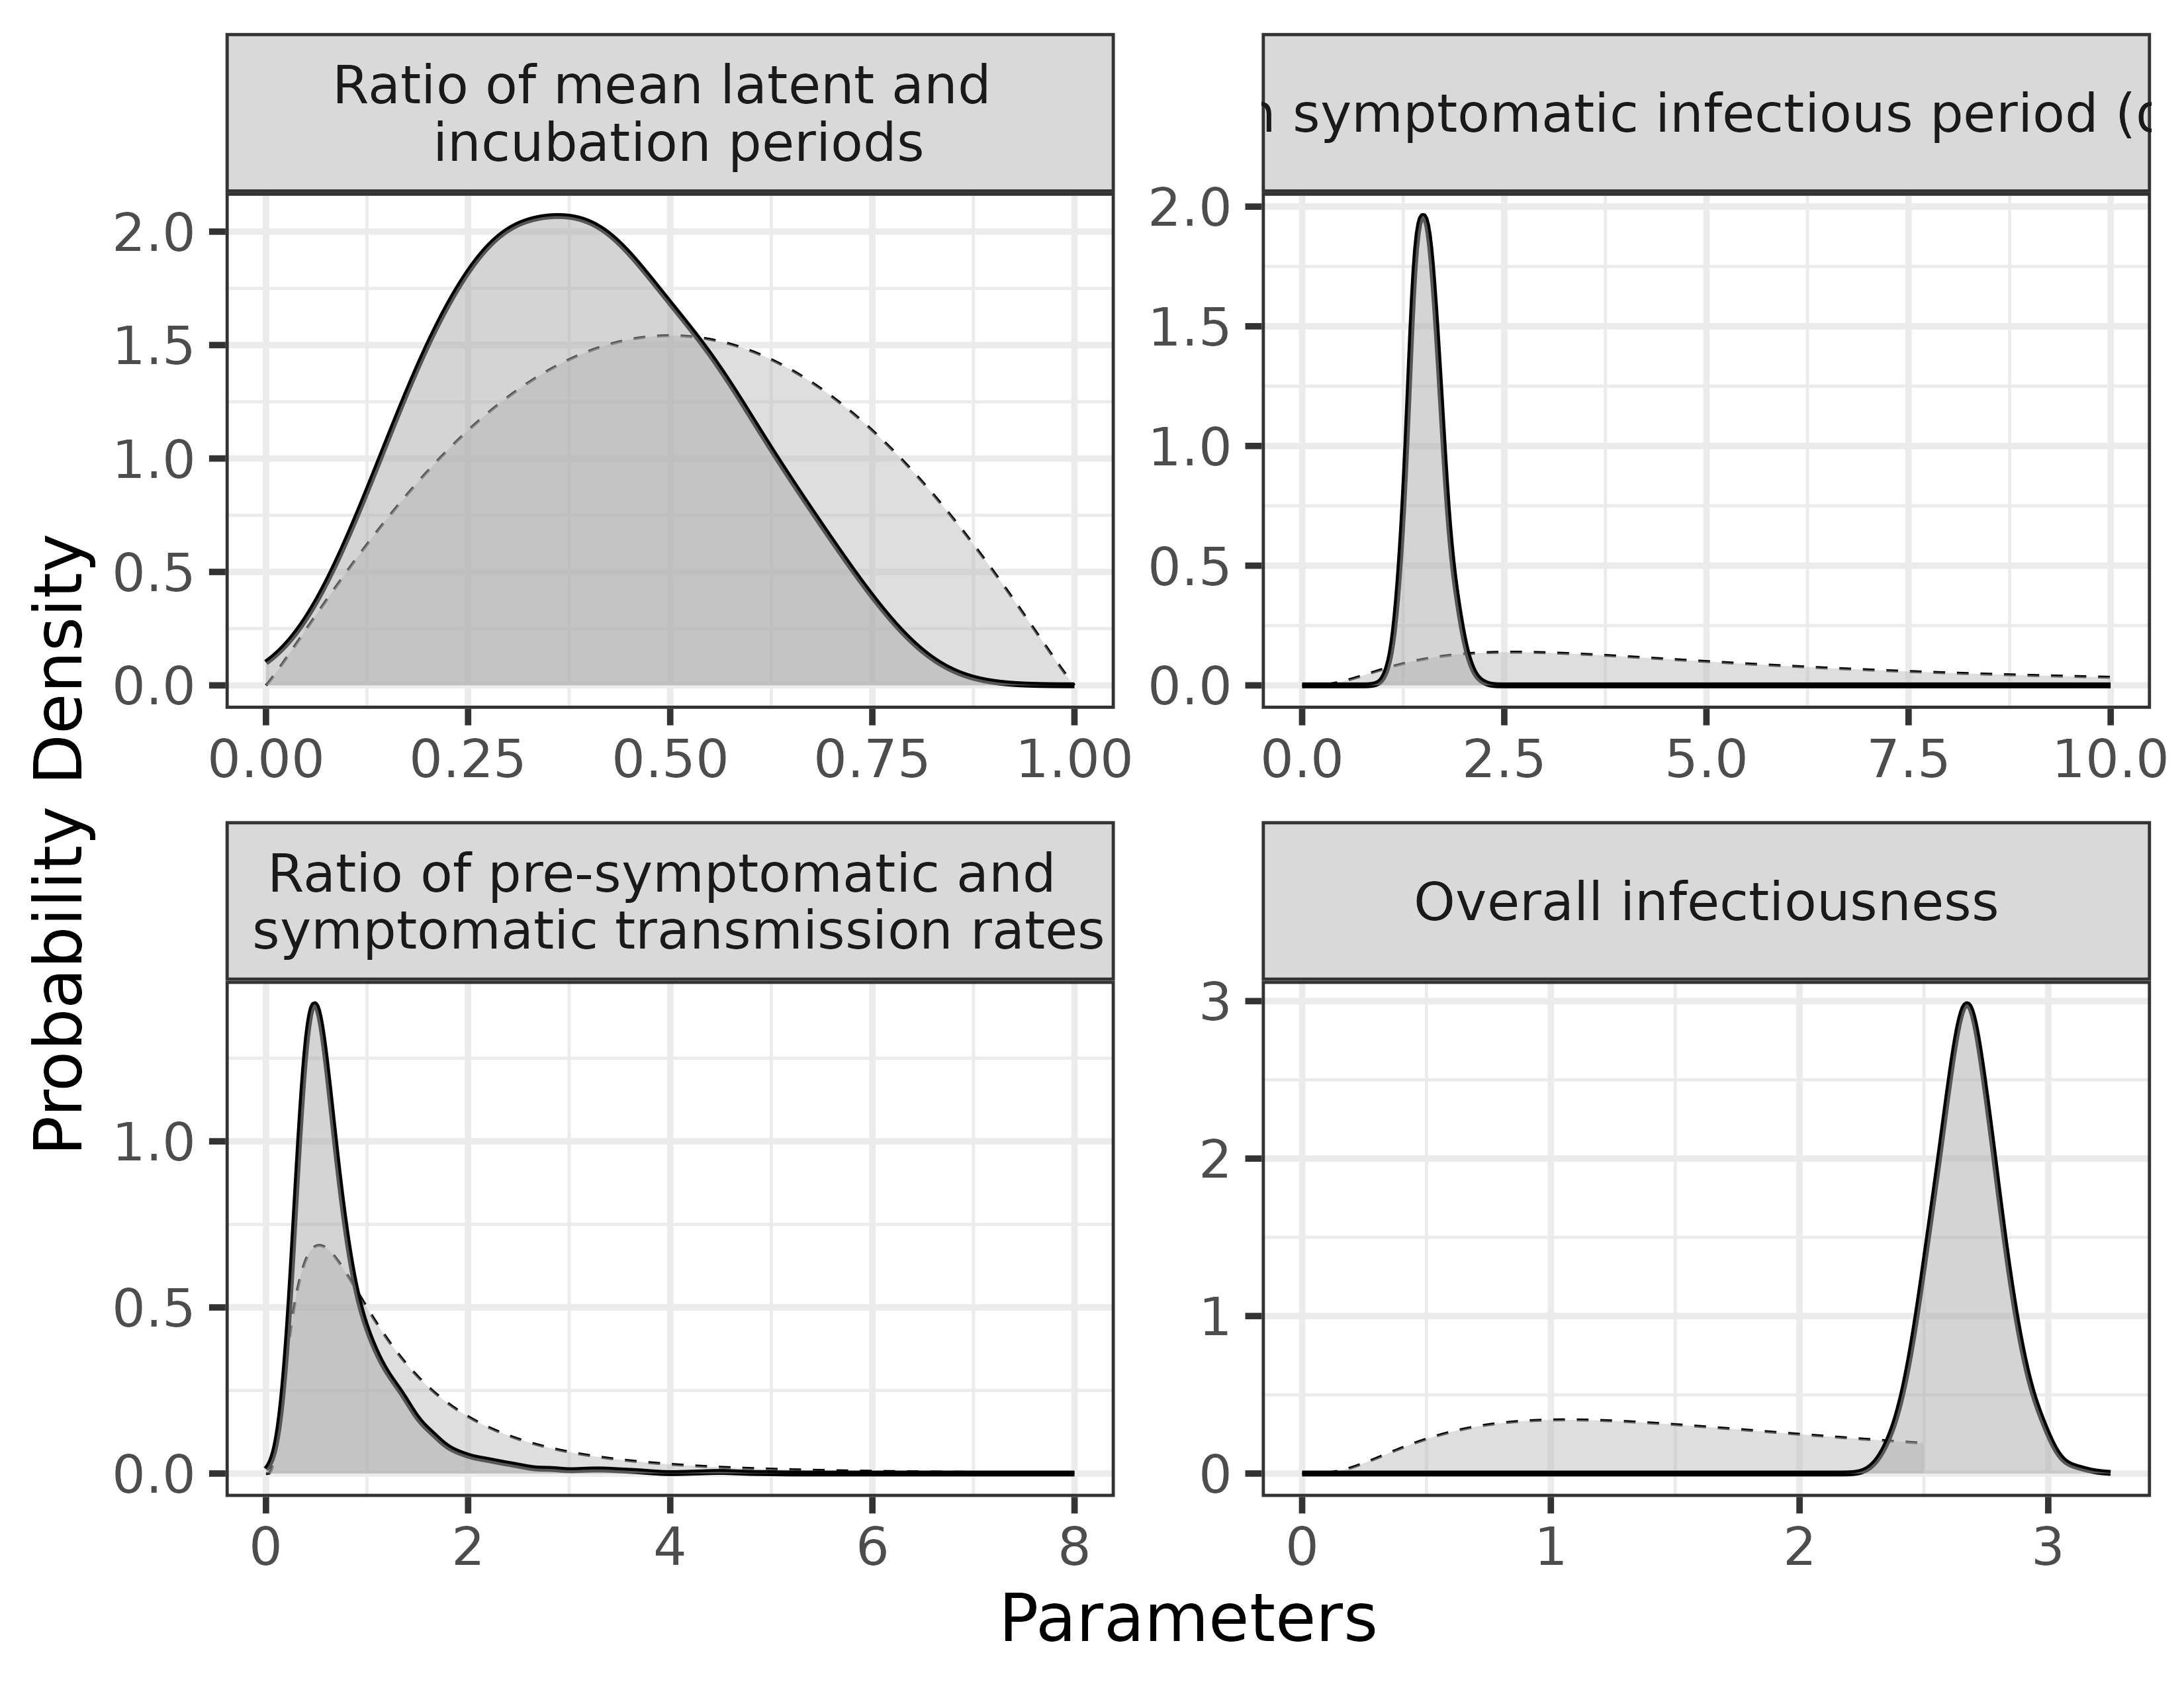 Ratio of mean latent and
incubation periods
symptomatic infectious period
2.0
1.5
1.0
0.5
0.0
0.00 0.25 0.50 0.75 1.00
2.0
1.5
1.0
0.5
0.0
0.0 2.5 5.0 7.5 10.0
Probability Density
Ratio of pre-symptomatic and
symptomatic transmission rates
Overall infectiousness
1.0
0.5
0.0
0 2 4 6 8
3
2
1
0
0 1 2 3
Parameters